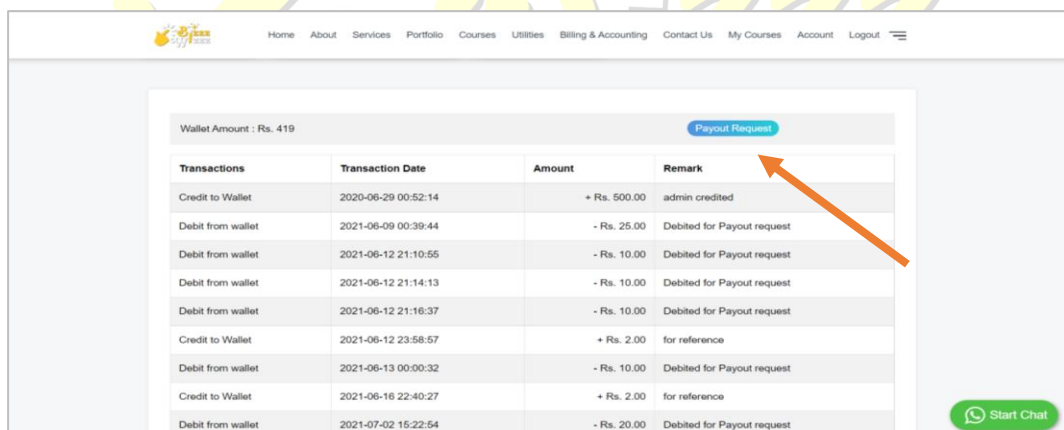 Bizzz
zzz
Home About Services Portfolio Courses Utilities Billing & Accounting Contact Us My Courses Account Logout
Wallet Amount : Rs. 419 Payout Request
Transactions Transaction Date Amount Remark
Credit to Wallet 2020-06-29 00:52:14 + Rs. 500.00 admin credited
Debit from wallet 2021-06-09 00:39:44 - Rs. 25.00 Debited for Payout request
Debit from wallet 2021-06-12 21:10:55 - Rs. 10.00 Debited for Payout request
Debit from wallet 2021-06-12 21:14:13 - Rs. 10.00 Debited for Payout request
Debit from wallet 2021-06-12 21:16:37 - Rs. 10.00 Debited for Payout request
Credit to Wallet 2021-06-12 23:58:57 + Rs. 2.00 for reference
Debit from wallet 2021-06-13 00:00:32 - Rs. 10.00 Debited for Payout request
Credit to Wallet 2021-06-16 22:40:27 + Rs. 2.00 for reference
Debit from wallet 2021-07-02 15:22:54 - Rs. 20.00 Debited for Payout request
Start Chat